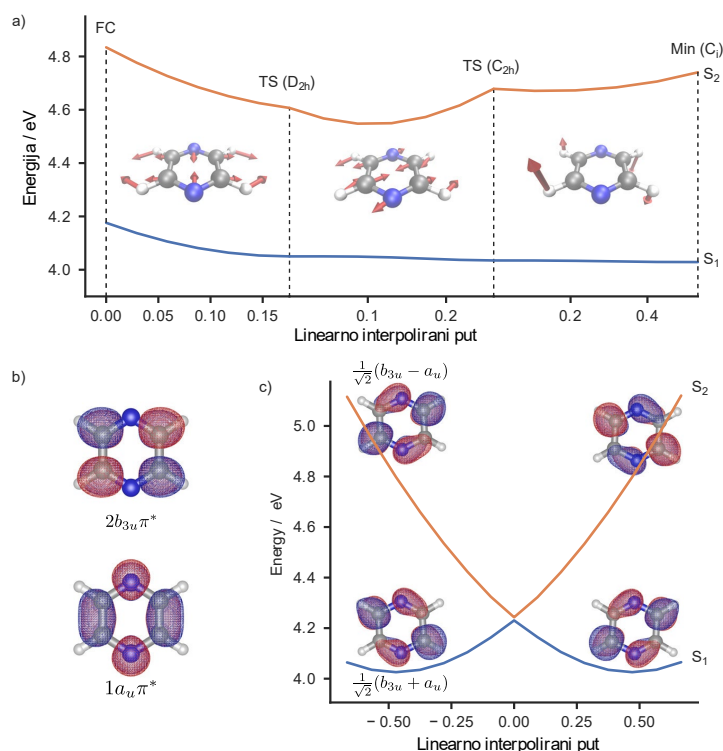 a)
FC
TS (D₂ₕ)
TS (C₂ₕ)
Min (Cᵢ)
S₂
S₁
Energija / eV
4.8
4.6
4.4
4.2
4.0
0.00 0.05 0.10 0.15 0.1 0.2 0.2 0.4
Linearno interpolirani put
b)
2b₃ᵤπ*
1aᵤπ*
c)
1/√2 (b₃ᵤ − aᵤ)
S₂
Energy / eV
5.0
4.8
4.6
4.4
4.2
4.0
S₁
1/√2 (b₃ᵤ + aᵤ)
−0.50 −0.25 0.00 0.25 0.50
Linearno interpolirani put